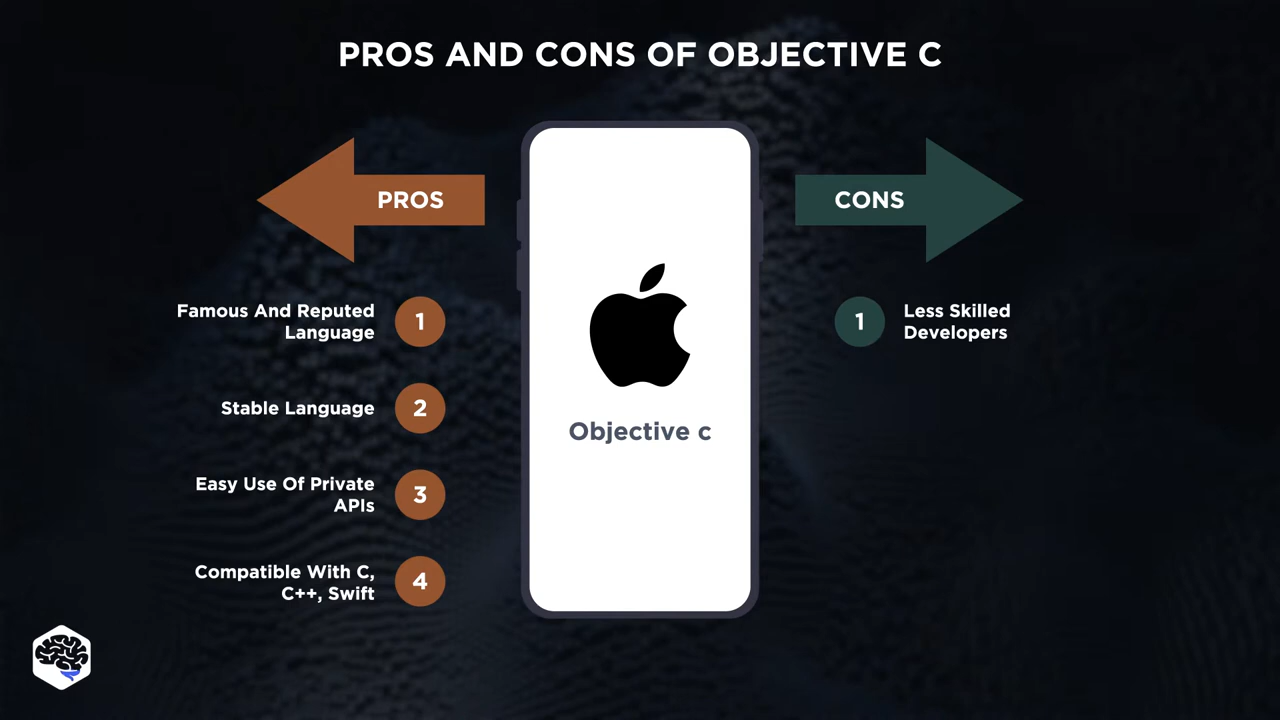 PROS AND CONS OF OBJECTIVE C
PROS
Famous And Reputed
Language
1
Stable Language
2
Easy Use Of Private
APIs
3
Compatible With C,
C++, Swift
4
Objective c
CONS
1
Less Skilled
Developers